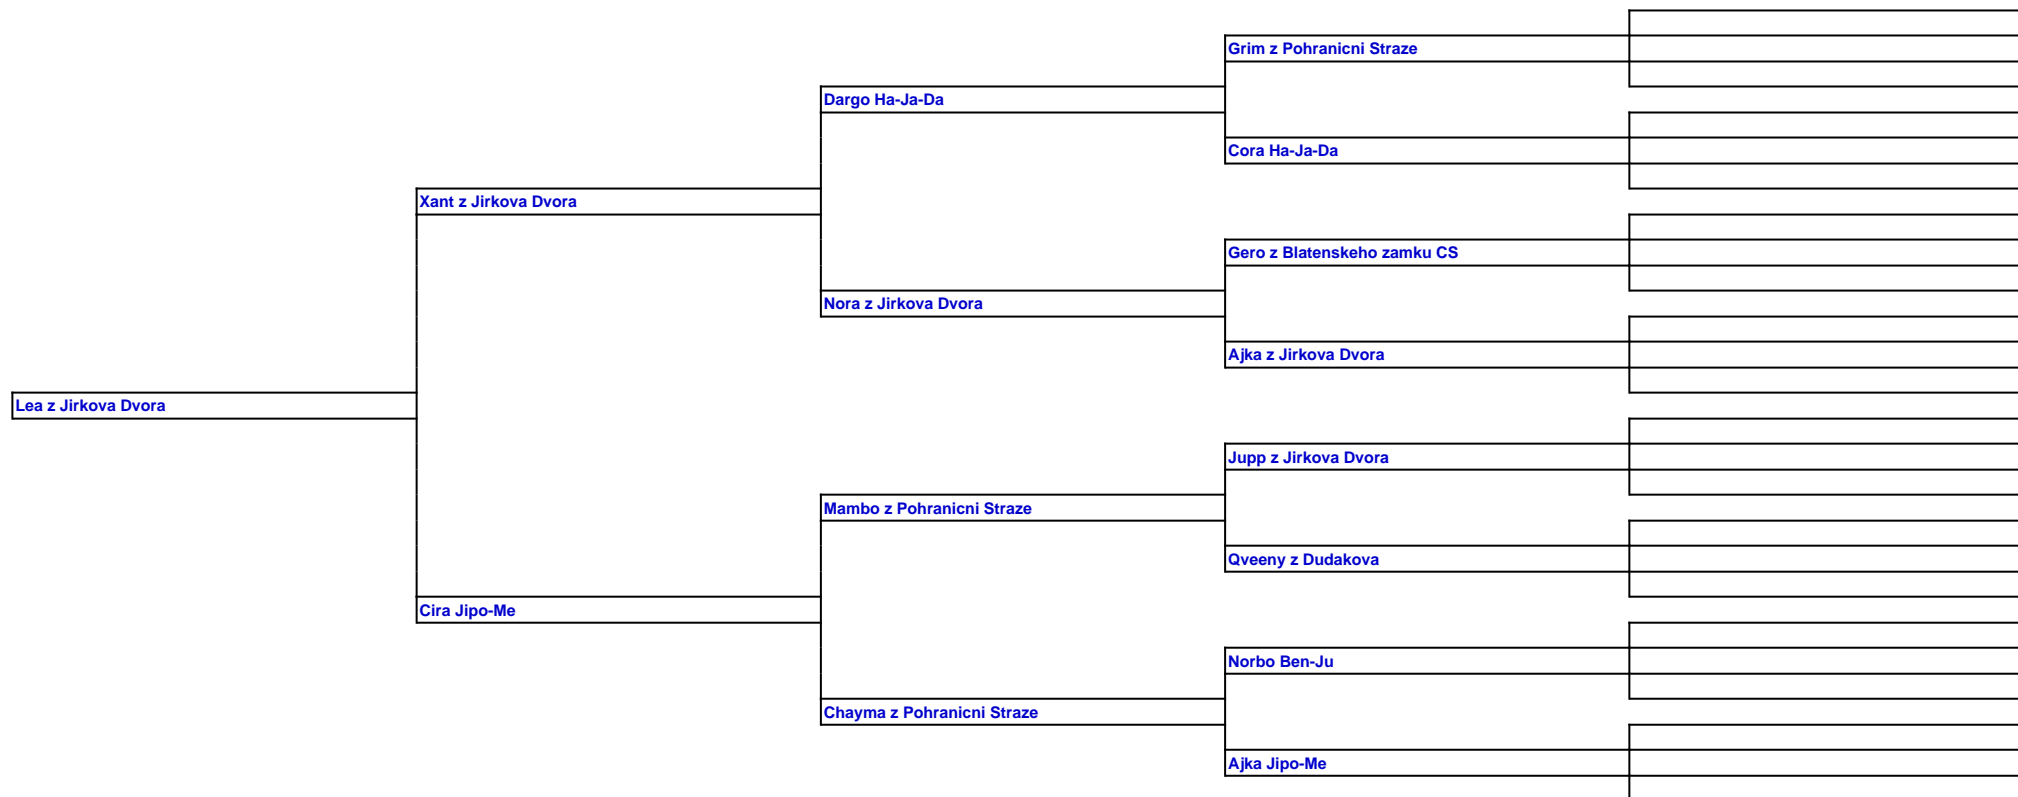 Grim z Pohranicni Straze
Dargo Ha-Ja-Da
Cora Ha-Ja-Da
Xant z Jirkova Dvora
Gero z Blatenskeho zamku CS
Nora z Jirkova Dvora
Ajka z Jirkova Dvora
Lea z Jirkova Dvora
Jupp z Jirkova Dvora
Mambo z Pohranicni Straze
Qveeny z Dudakova
Cira Jipo-Me
Norbo Ben-Ju
Chayma z Pohranicni Straze
Ajka Jipo-Me